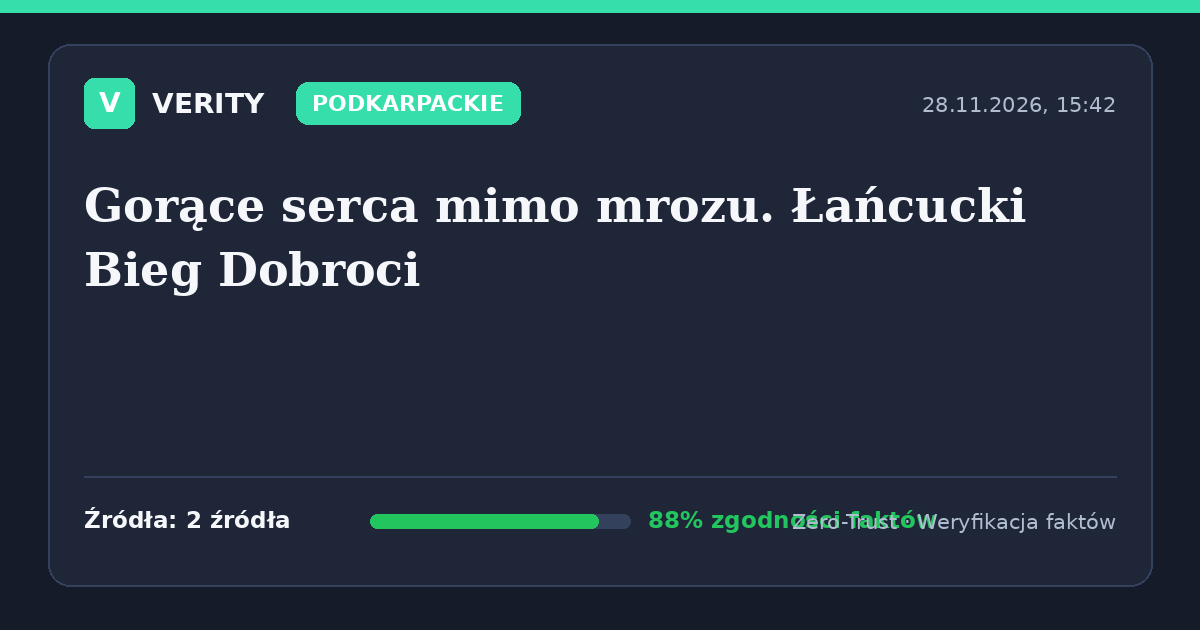 V VERITY PODKARPACKIE 28.11.2026, 15:42
Gorące serca mimo mrozu. Łańcucki
Bieg Dobroci
Źródła: 2 źródła 88% zgodności faktów Zero-Trust · Weryfikacja faktów